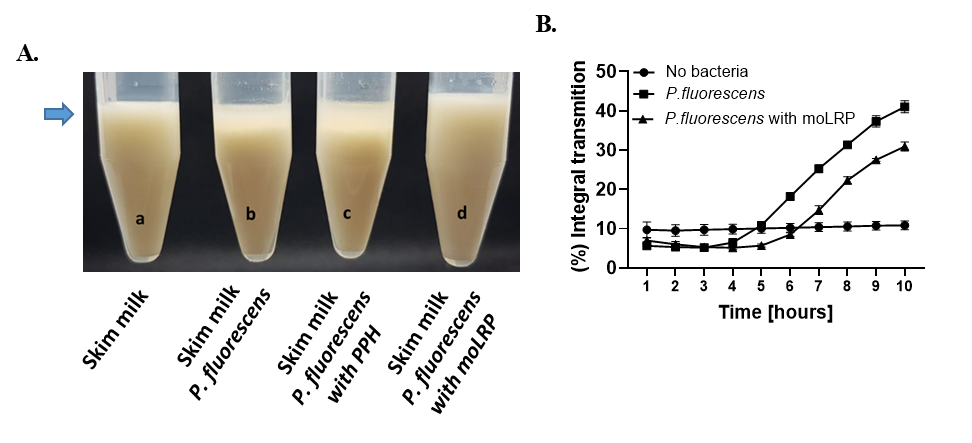 A.
a
b
c
d
Skim milk
Skim milk
P. fluorescens
Skim milk
P. fluorescens
with PPH
Skim milk
P. fluorescens
with moLRP
B.
(%) Integral transmition
50
40
30
20
10
0
No bacteria
P.fluorescens
P.fluorescens with moLRP
1 2 3 4 5 6 7 8 9 10
Time [hours]